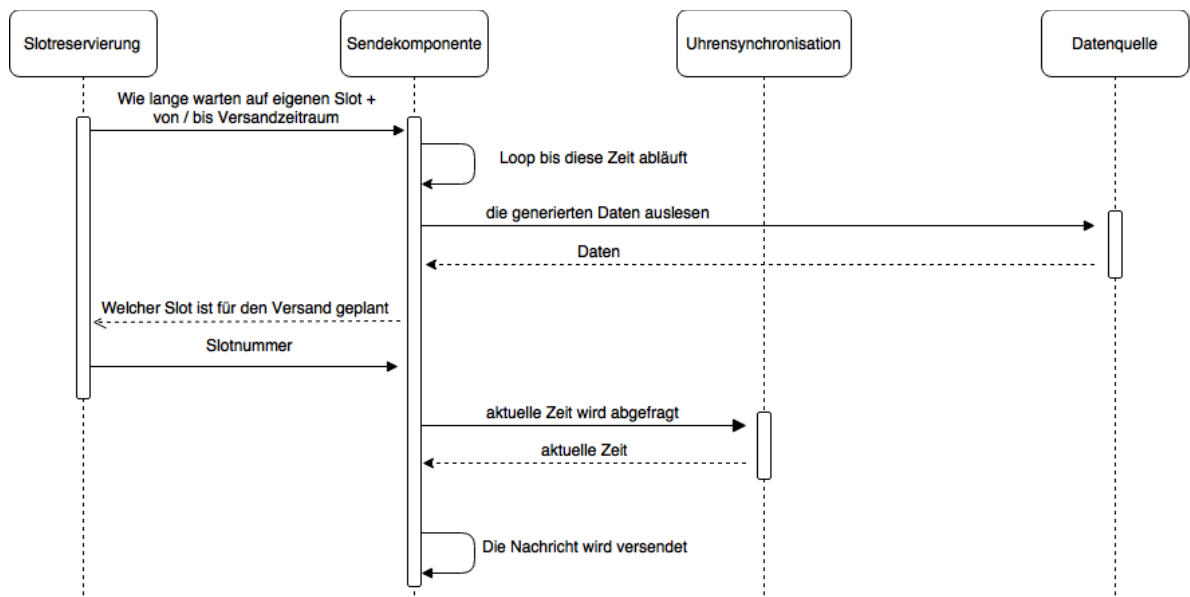 Slotreservierung
Sendekomponente
Uhrensynchronisation
Datenquelle
Wie lange warten auf eigenen Slot +
von / bis Versandzeitraum
Loop bis diese Zeit abläuft
die generierten Daten auslesen
Daten
Welcher Slot ist für den Versand geplant
Slotnummer
aktuelle Zeit wird abgefragt
aktuelle Zeit
Die Nachricht wird versendet